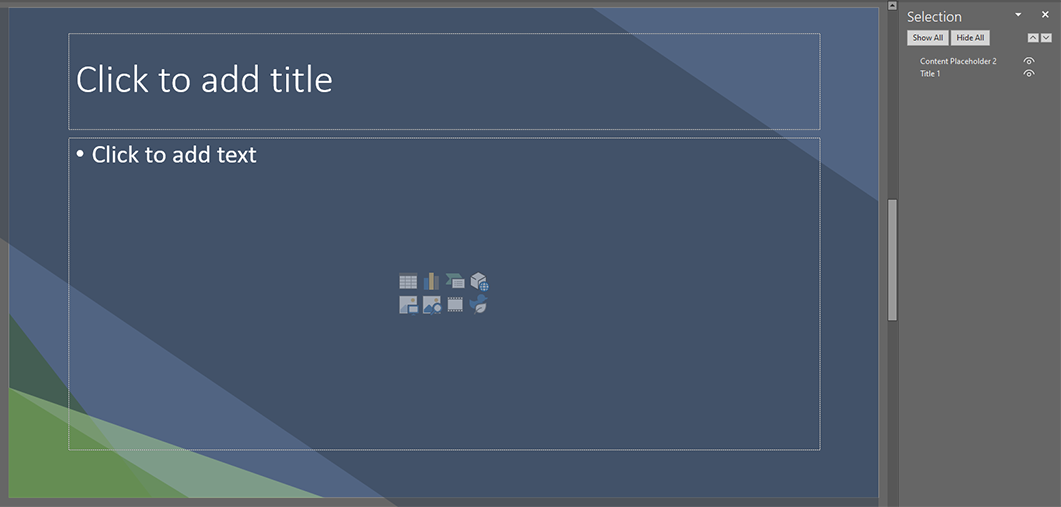 Selection
Show All Hide All
Content Placeholder 2
Title 1
Click to add title
• Click to add text